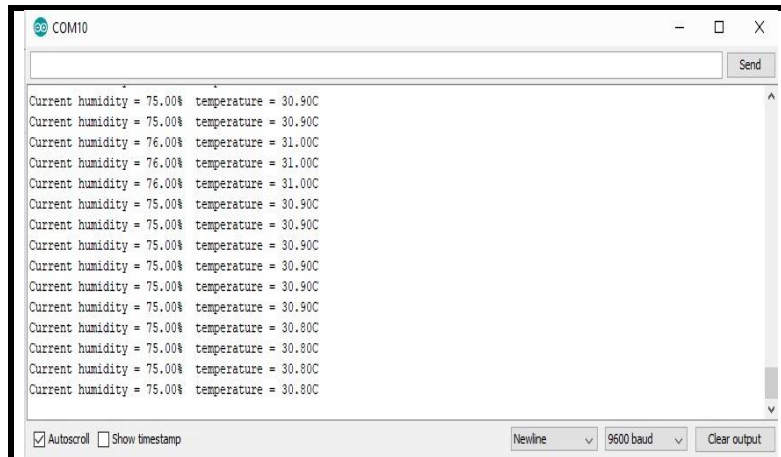 COM10
Send
Current humidity = 75.00% temperature = 30.90C
Current humidity = 75.00% temperature = 30.90C
Current humidity = 76.00% temperature = 31.00C
Current humidity = 76.00% temperature = 31.00C
Current humidity = 76.00% temperature = 31.00C
Current humidity = 75.00% temperature = 30.90C
Current humidity = 75.00% temperature = 30.90C
Current humidity = 75.00% temperature = 30.90C
Current humidity = 75.00% temperature = 30.90C
Current humidity = 75.00% temperature = 30.90C
Current humidity = 75.00% temperature = 30.90C
Current humidity = 75.00% temperature = 30.80C
Current humidity = 75.00% temperature = 30.80C
Current humidity = 75.00% temperature = 30.80C
Current humidity = 75.00% temperature = 30.80C
Autoscroll Show timestamp Newline 9600 baud Clear output